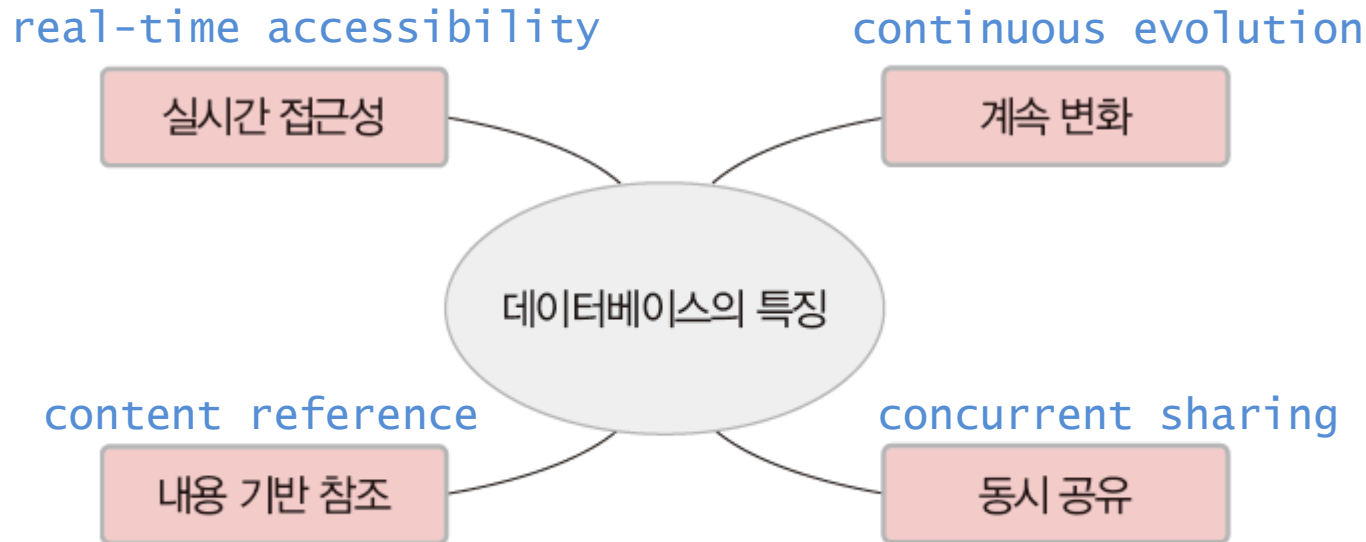 real-time accessibility
실시간 접근성
continuous evolution
계속 변화
데이터베이스의 특징
content reference
내용 기반 참조
concurrent sharing
동시 공유